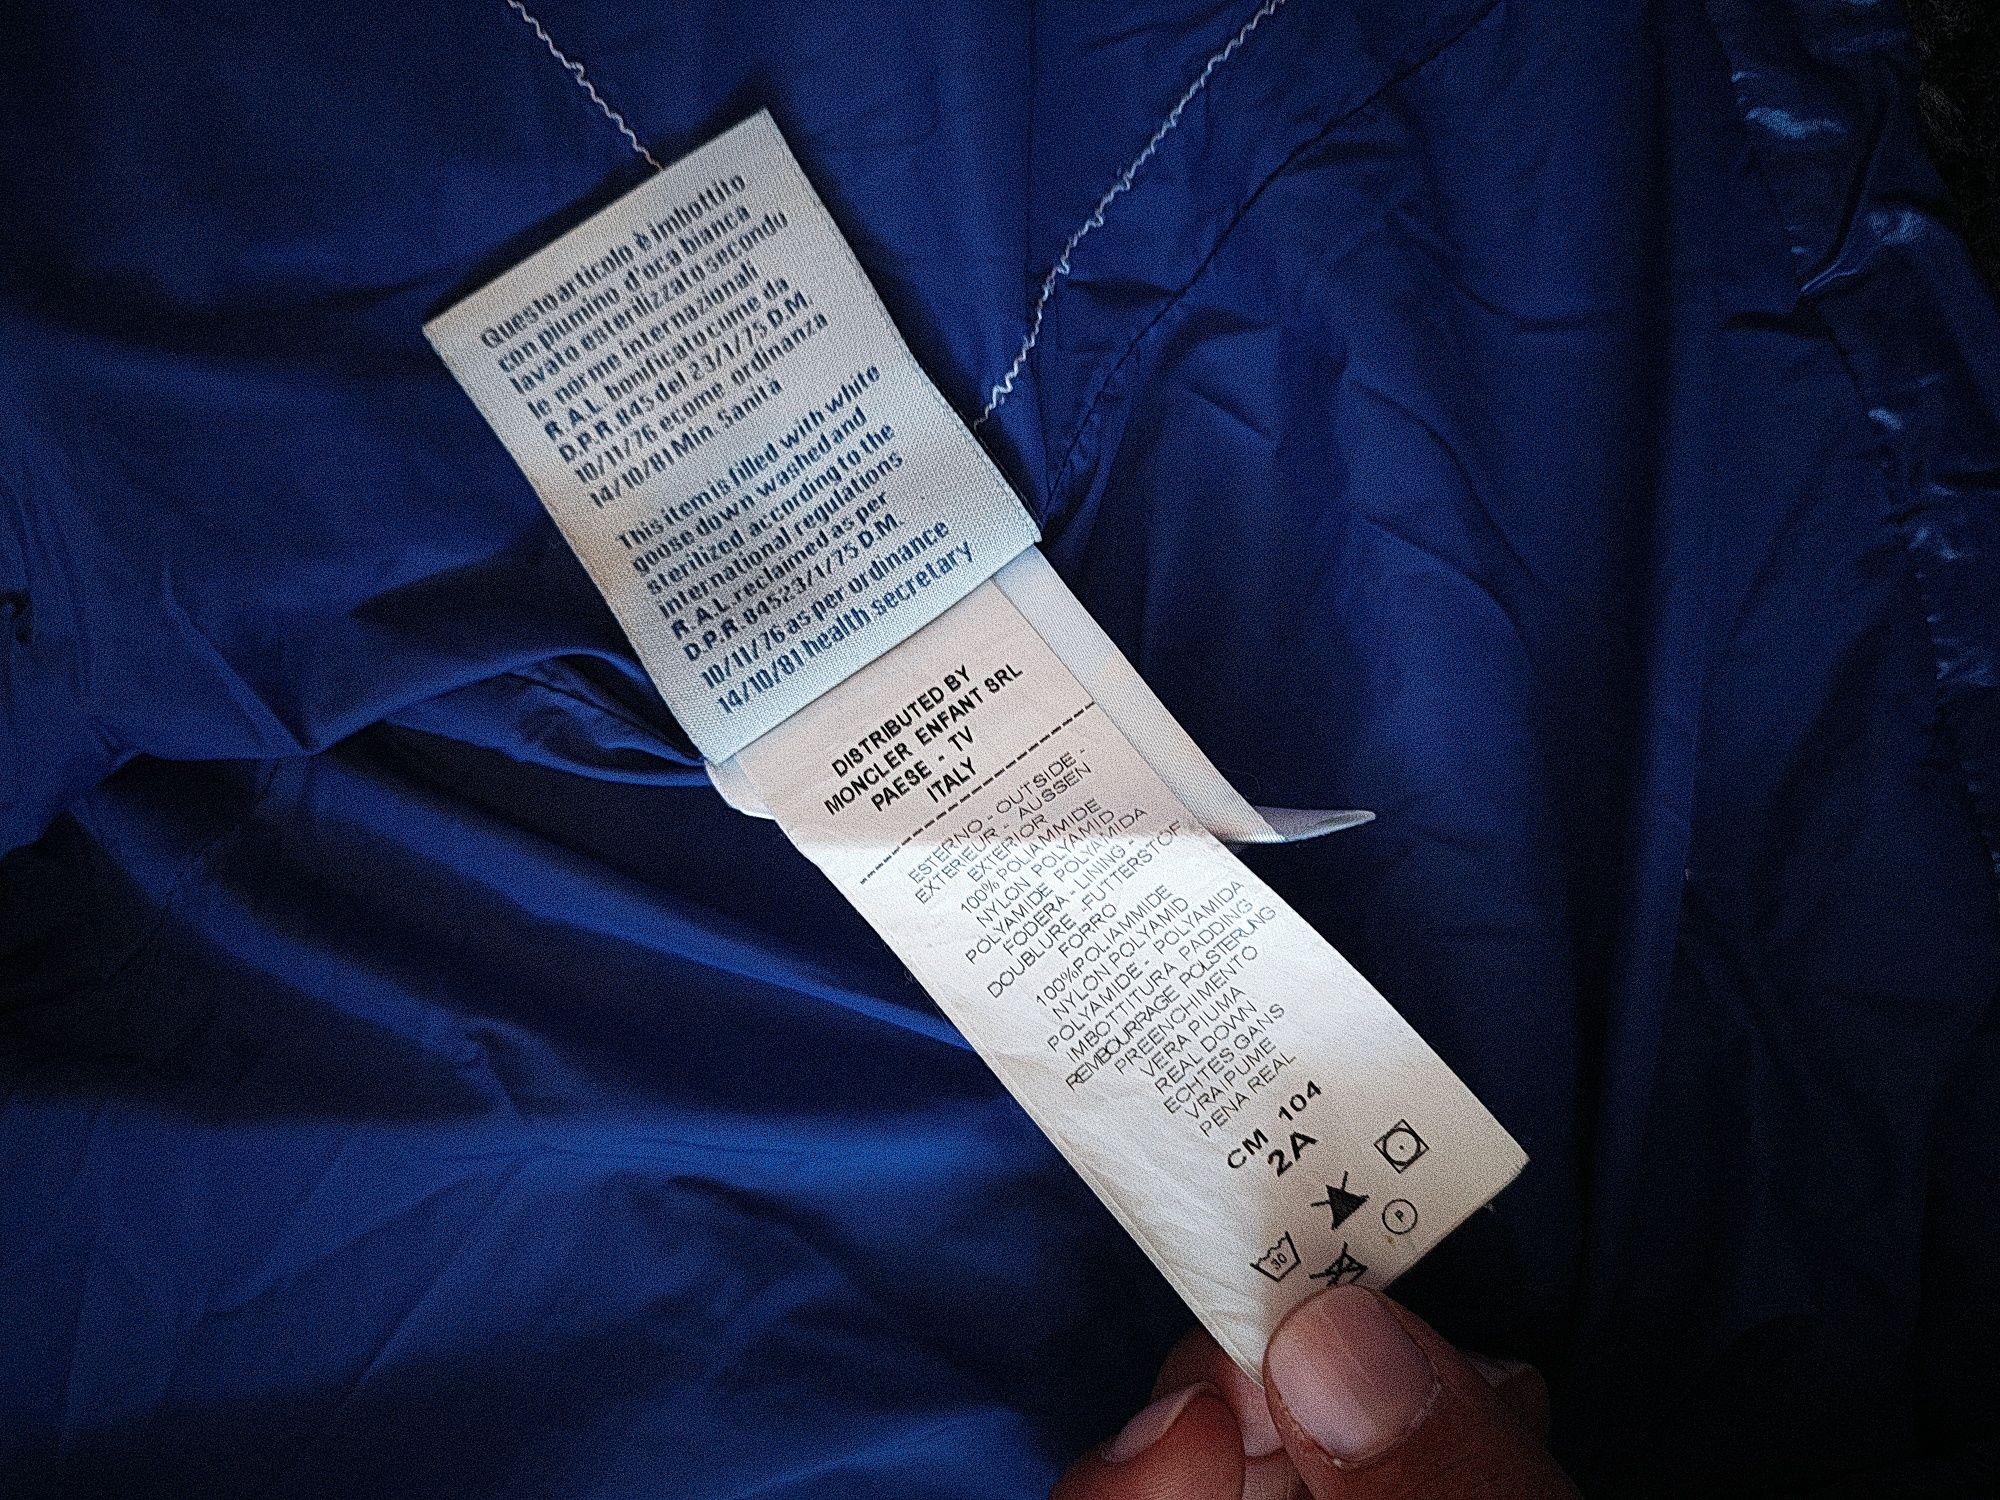 Questo articolo è imbottito
con piumino d'oca bianca
lavato esterilizzato secondo
le norme internazionali
R.A.L. bonificato come da
D.P.R. 845 del 23/1/75 D.M
10/11/76 e come ordinanza
14/10/81 Min. Sanità
This item is filled with white
goose down washed and
sterilized according to the
international regulations
R.A.L. reclaimed as per
D.P.R. 845 23/1/75 D.M.
10/11/76 as per ordinance
14/10/81 health secretary
DISTRIBUTED BY
MONCLER ENFANT SRL
PAESE - TV
ITALY
ESTERNO - OUTSIDE -
EXTERIEUR - AUSSEN
EXTERIOR
100% POLIAMMIDE
NYLON POLYAMID
POLYAMIDE POLYAMIDA
FODERA - LINING -
DOUBLURE -FUTTERSTOF
FORRO
100%POLIAMMIDE
NYLON POLYAMID
POLYAMIDE - POLYAMIDA
IMBOTTITURA PADDING
REMBOURRAGE POLSTERUNG
PREENCHIMENTO
VERA PIUMA
REAL DOWN
ECHTES GANS
VRAI PUME
PENA REAL
CM 104
2A
P
30